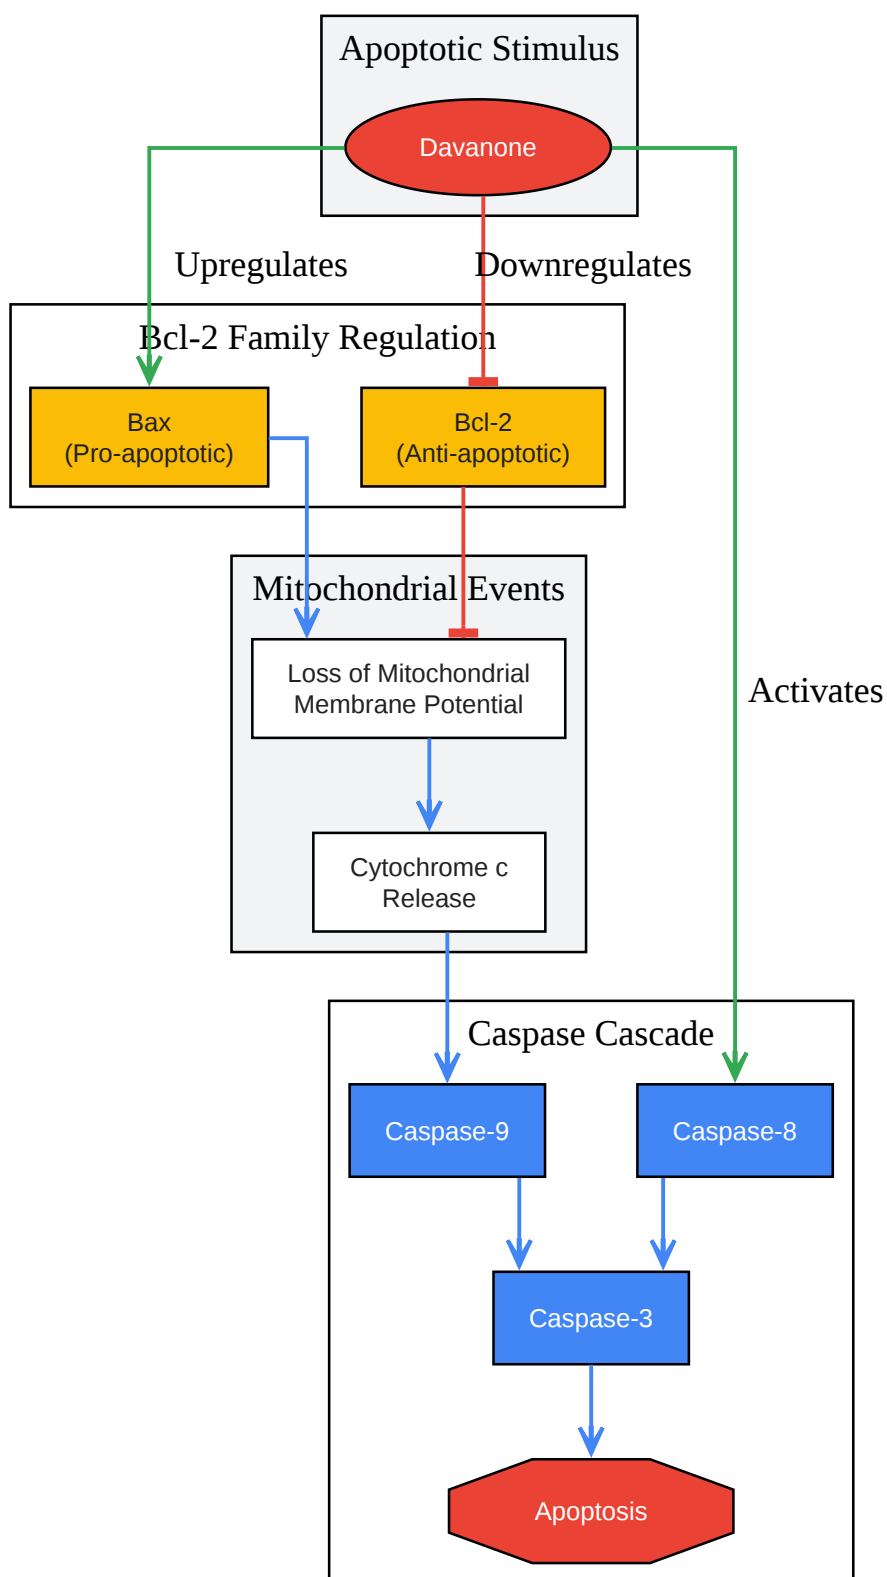 Apoptotic Stimulus
Davanone
Upregulates
Downregulates
Bcl-2 Family Regulation
Bax
(Pro-apoptotic)
Bcl-2
(Anti-apoptotic)
Mitochondrial Events
Loss of Mitochondrial
Membrane Potential
Activates
Cytochrome c
Release
Caspase Cascade
Caspase-9
Caspase-8
Caspase-3
Apoptosis